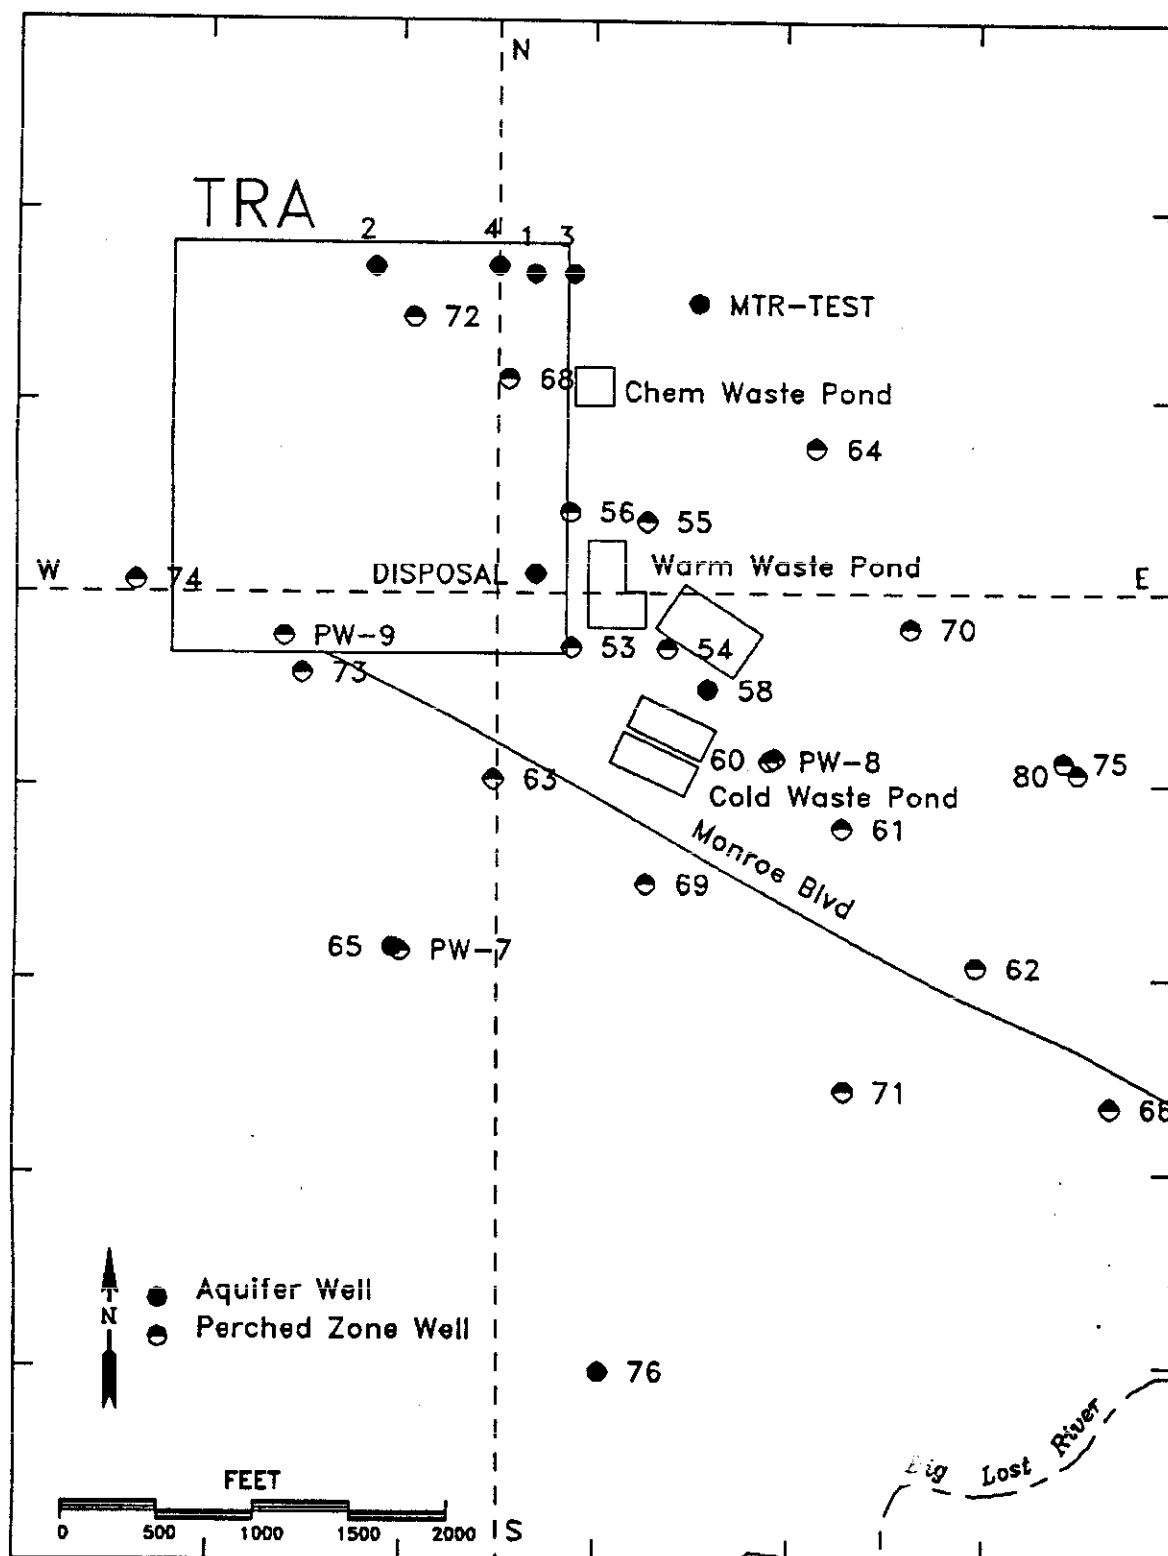 N
TRA
2
4
1
3
72
MTR-TEST
68
Chem Waste Pond
64
56
55
W
74
DISPOSAL
Warm Waste Pond
E
PW-9
53
54
70
73
58
63
60
PW-8
80
75
Cold Waste Pond
61
Monroe Blvd
69
65
PW-7
62
71
66
N
Aquifer Well
Perched Zone Well
76
Big Lost River
FEET
0 500 1000 1500 2000
S